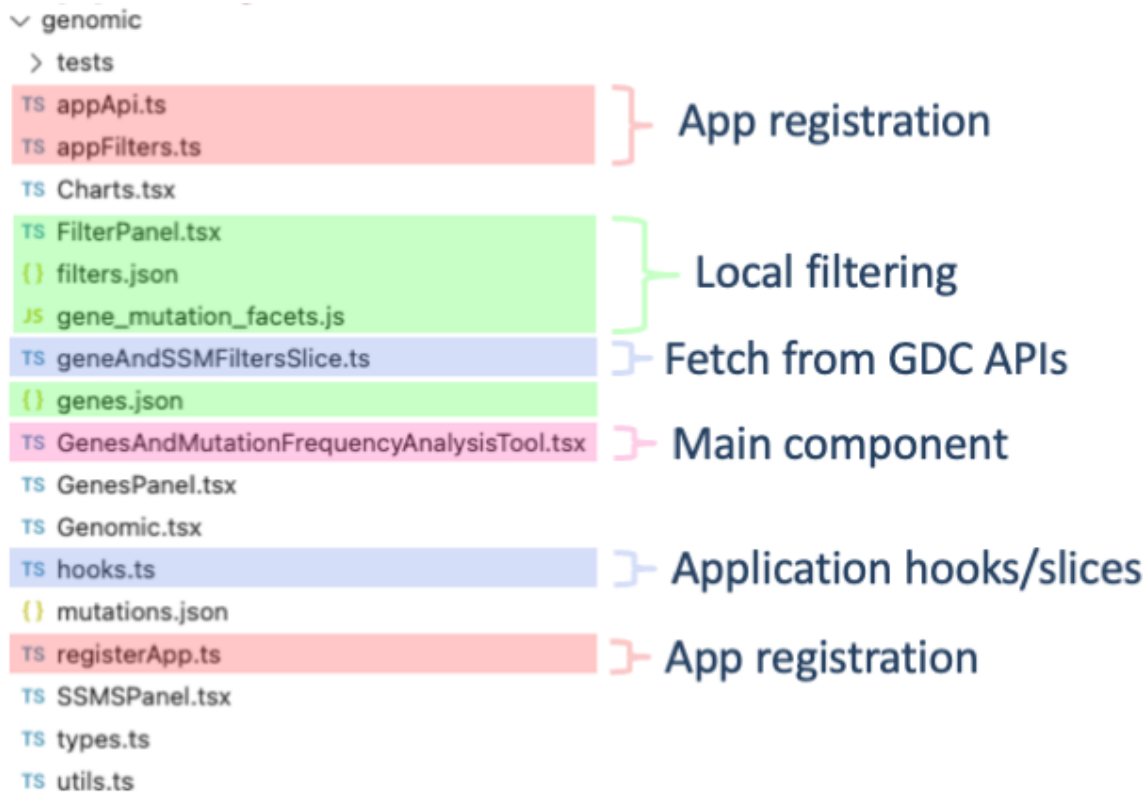 genomic
tests
TS appApi.ts
App registration
TS appFilters.ts
TS Charts.tsx
TS FilterPanel.tsx
{} filters.json
Local filtering
JS gene_mutation_facets.js
TS geneAndSSMFiltersSlice.ts
Fetch from GDC APIs
{} genes.json
TS GenesAndMutationFrequencyAnalysisTool.tsx
Main component
TS GenesPanel.tsx
TS Genomic.tsx
TS hooks.ts
Application hooks/slices
{} mutations.json
TS registerApp.ts
App registration
TS SSMSPanel.tsx
TS types.ts
TS utils.ts